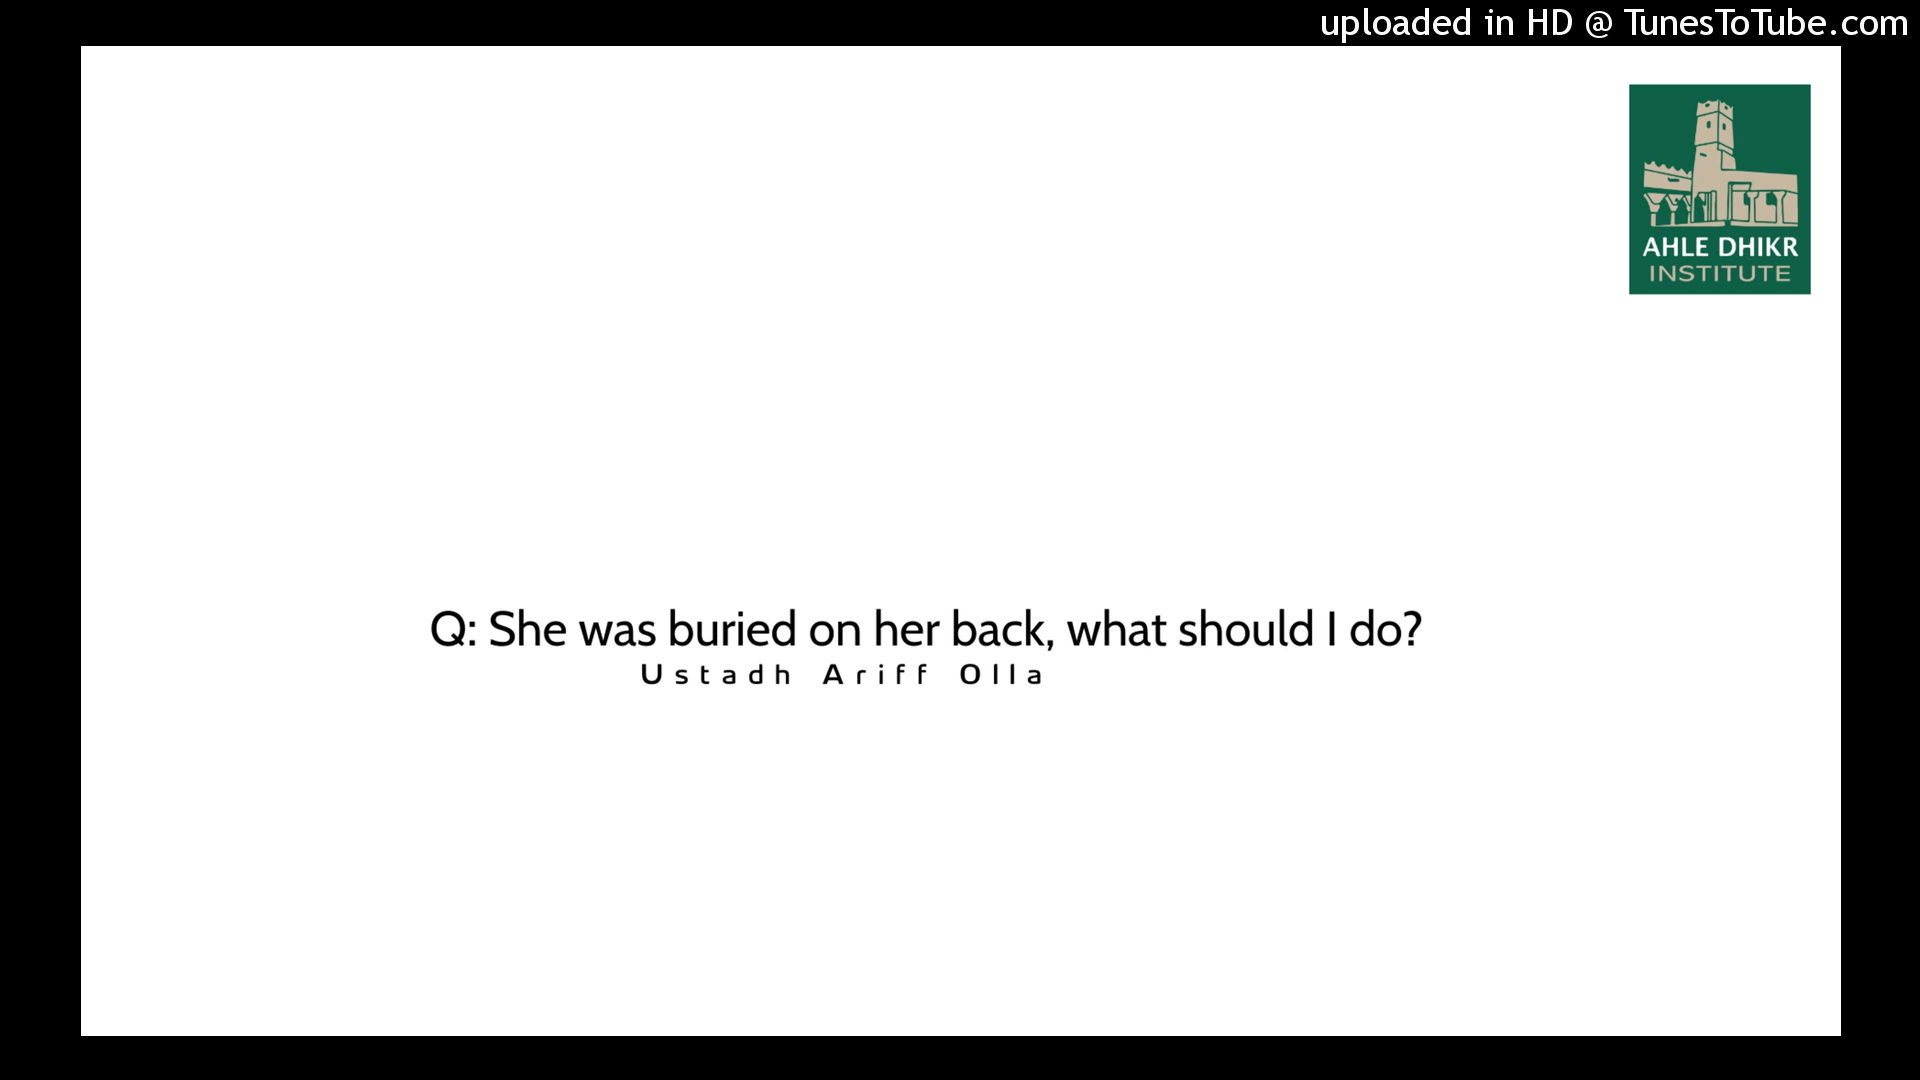 uploaded in HD @ TunesToTube.com
AHLE DHIKR
INSTITUTE
Q: She was buried on her back, what should I do?
Ustadh Ariff Olla